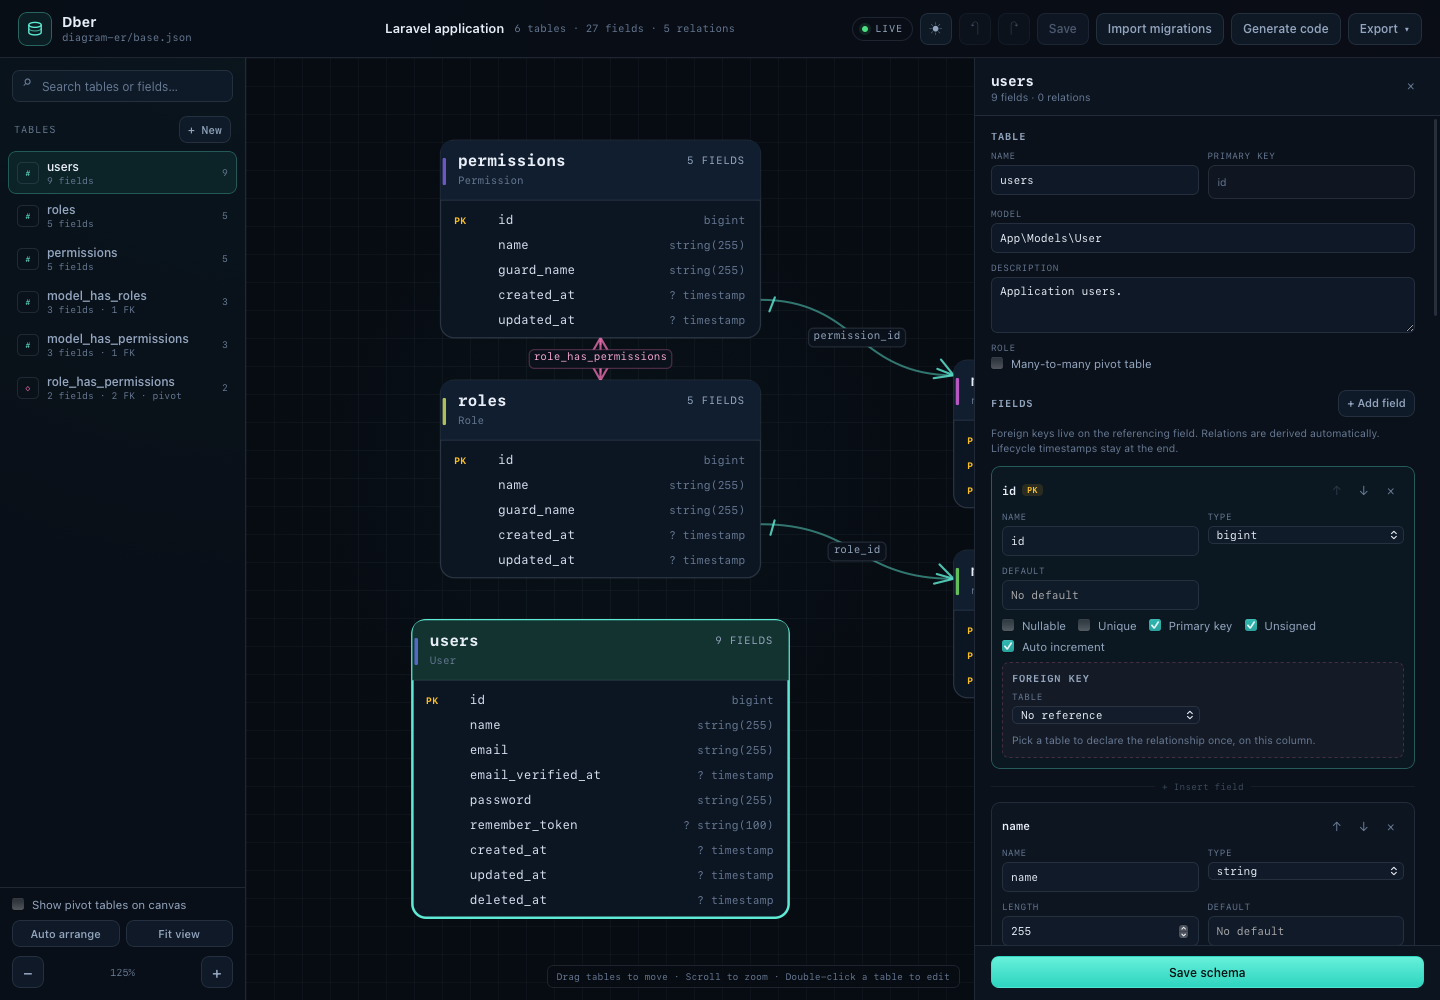 Dber
diagram-er/base.json
Laravel application 6 tables · 27 fields · 5 relations
LIVE
Save
Import migrations
Generate code
Export
Search tables or fields...
TABLES
+ New
users
9 fields
9
roles
5 fields
5
permissions
5 fields
5
model_has_roles
3 fields · 1 FK
3
model_has_permissions
3 fields · 1 FK
3
role_has_permissions
2 fields · 2 FK · pivot
2
Show pivot tables on canvas
Auto arrange
Fit view
−
125%
+
permissions 5 FIELDS
Permission
PK id bigint
name string(255)
guard_name string(255)
created_at ? timestamp
updated_at ? timestamp
role_has_permissions
permission_id
roles 5 FIELDS
Role
PK id bigint
name string(255)
guard_name string(255)
created_at ? timestamp
updated_at ? timestamp
role_id
users 9 FIELDS
User
PK id bigint
name string(255)
email string(255)
email_verified_at ? timestamp
password string(255)
remember_token ? string(100)
created_at ? timestamp
updated_at ? timestamp
deleted_at ? timestamp
P
P
P
P
P
P
Drag tables to move · Scroll to zoom · Double-click a table to edit
users
9 fields · 0 relations
×
TABLE
NAME
users
PRIMARY KEY
id
MODEL
App\Models\User
DESCRIPTION
Application users.
ROLE
Many-to-many pivot table
FIELDS
+ Add field
Foreign keys live on the referencing field. Relations are derived automatically.
Lifecycle timestamps stay at the end.
id PK ↑ ↓ ×
NAME
id
TYPE
bigint
DEFAULT
No default
Nullable Unique Primary key Unsigned
Auto increment
FOREIGN KEY
TABLE
No reference
Pick a table to declare the relationship once, on this column.
+ Insert field
name ↑ ↓ ×
NAME
name
TYPE
string
LENGTH
255
DEFAULT
No default
Save schema